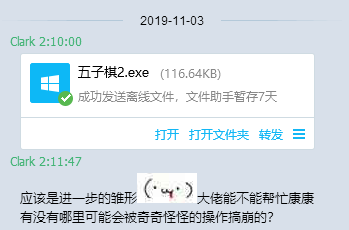 2019-11-03
Clark 2:10:00
五子棋2.exe (116.64KB)
成功发送离线文件，文件助手暂存7天
打开 打开文件夹 转发
Clark 2:11:47
应该是进一步的雏形 大佬能不能帮忙康康
有没有哪里可能会被奇奇怪怪的操作搞崩的?